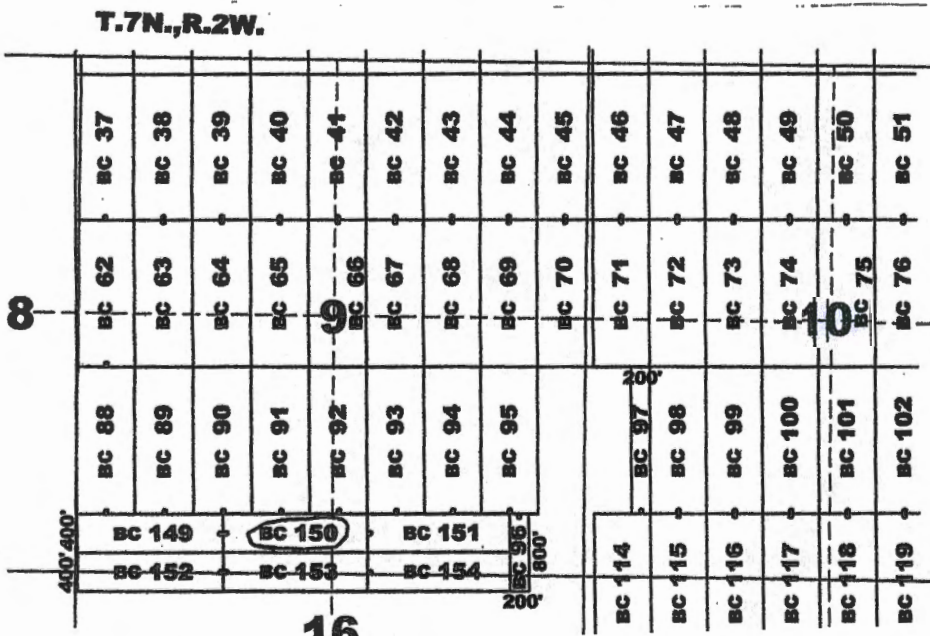 T.7N.,R.2W.
BC 37 BC 38 BC 39 BC 40 BC 41 BC 42 BC 43 BC 44 BC 45 BC 46 BC 47 BC 48 BC 49 BC 50 BC 51
BC 62 BC 63 BC 64 BC 65 BC 66 BC 67 BC 68 BC 69 BC 70 BC 71 BC 72 BC 73 BC 74 BC 75 BC 76
8 9 10
200'
BC 88 BC 89 BC 90 BC 91 BC 92 BC 93 BC 94 BC 95 BC 97 BC 98 BC 99 BC 100 BC 101 BC 102
400' BC 149 BC 150 BC 151 BC 96 800'
400' BC 152 BC 153 BC 154 BC 114 BC 115 BC 116 BC 117 BC 118 BC 119
200'
16